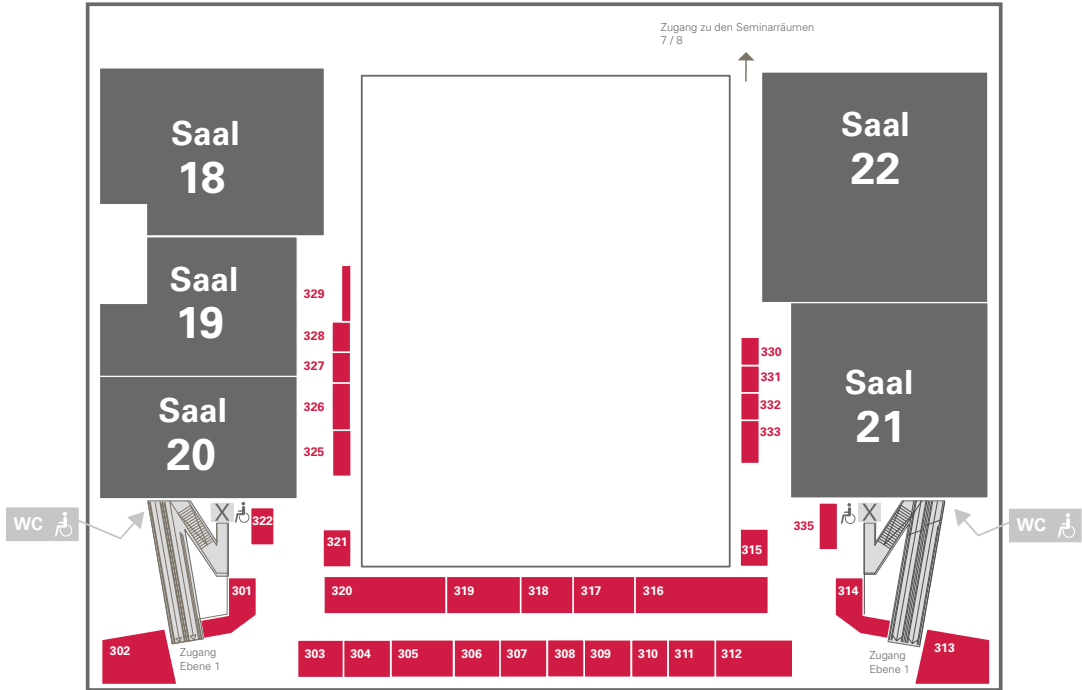 Zugang zu den Seminarräumen
7 / 8
Saal
18
Saal
22
Saal
19
329
328
327
326
325
330
331
332
333
Saal
21
Saal
20
WC
X
322
321
315
335
X
WC
301
320
319
318
317
316
314
302
Zugang
Ebene 1
303
304
305
306
307
308
309
310
311
312
Zugang
Ebene 1
313